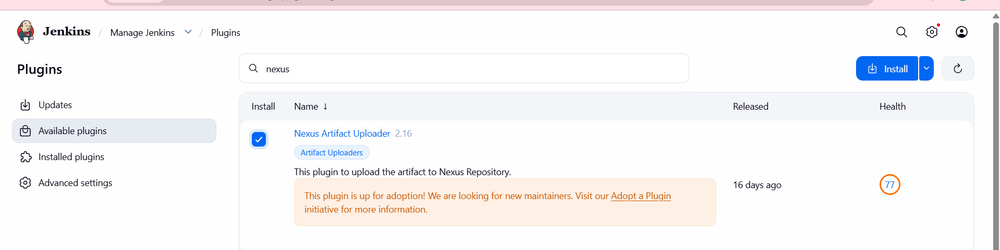 Jenkins / Manage Jenkins / Plugins
Plugins
nexus
Install
Updates
Available plugins
Installed plugins
Advanced settings
Install Name ↓ Released Health
Nexus Artifact Uploader 2.16
Artifact Uploaders
This plugin to upload the artifact to Nexus Repository.
This plugin is up for adoption! We are looking for new maintainers. Visit our Adopt a Plugin
initiative for more information.
16 days ago
77